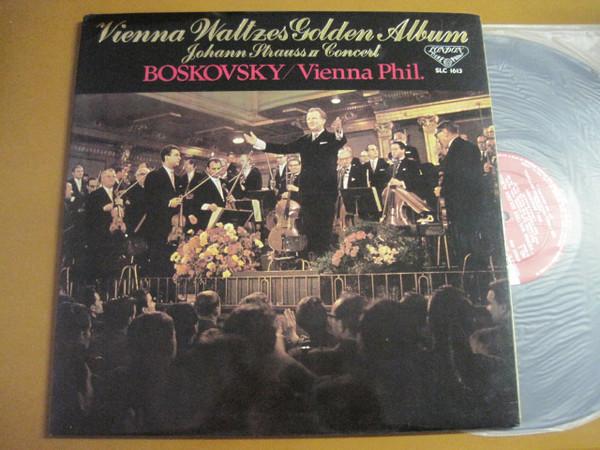 Vienna Waltzes Golden Album
Johann Strauss II Concert
BOSKOVSKY/Vienna Phil.
LONDON
SLC 1613